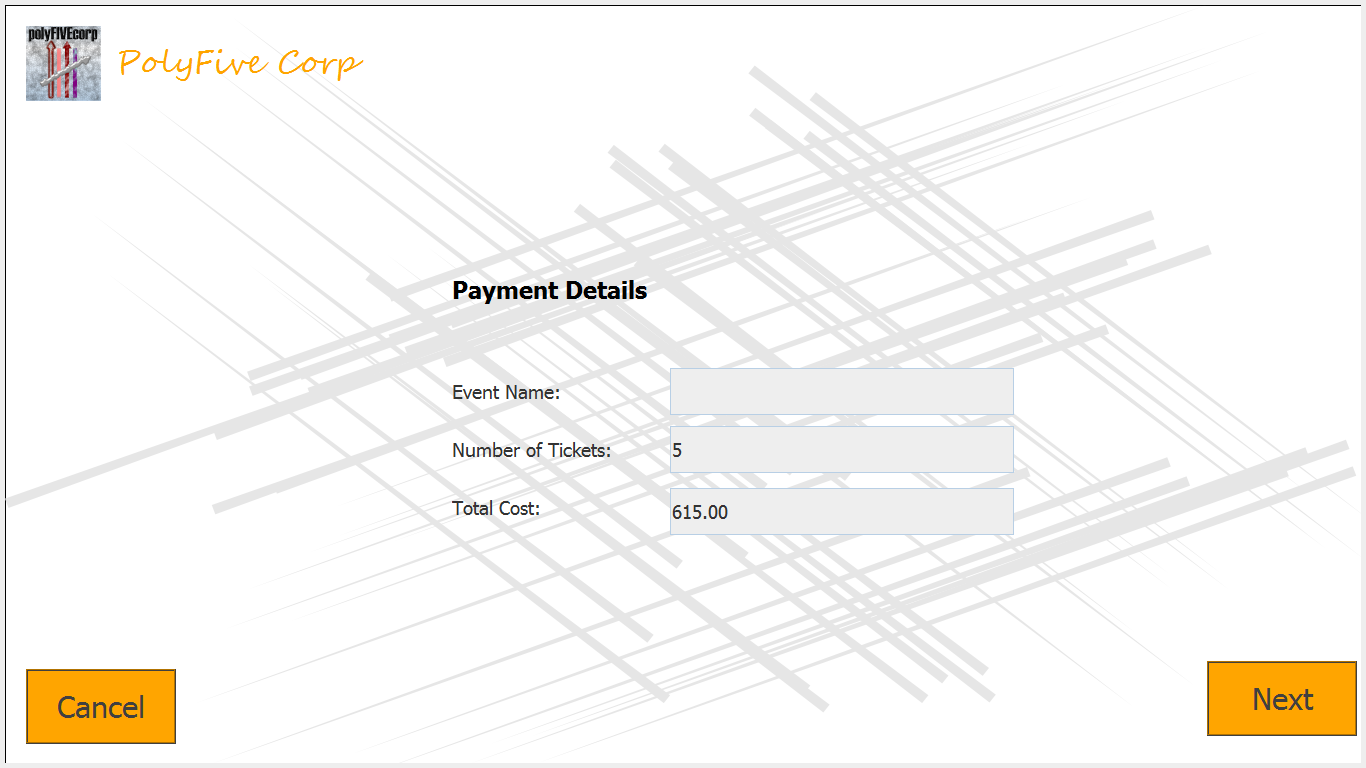 polyFIVEcorp
PolyFive Corp
Payment Details
Event Name:
Number of Tickets: 5
Total Cost: 615.00
Cancel
Next